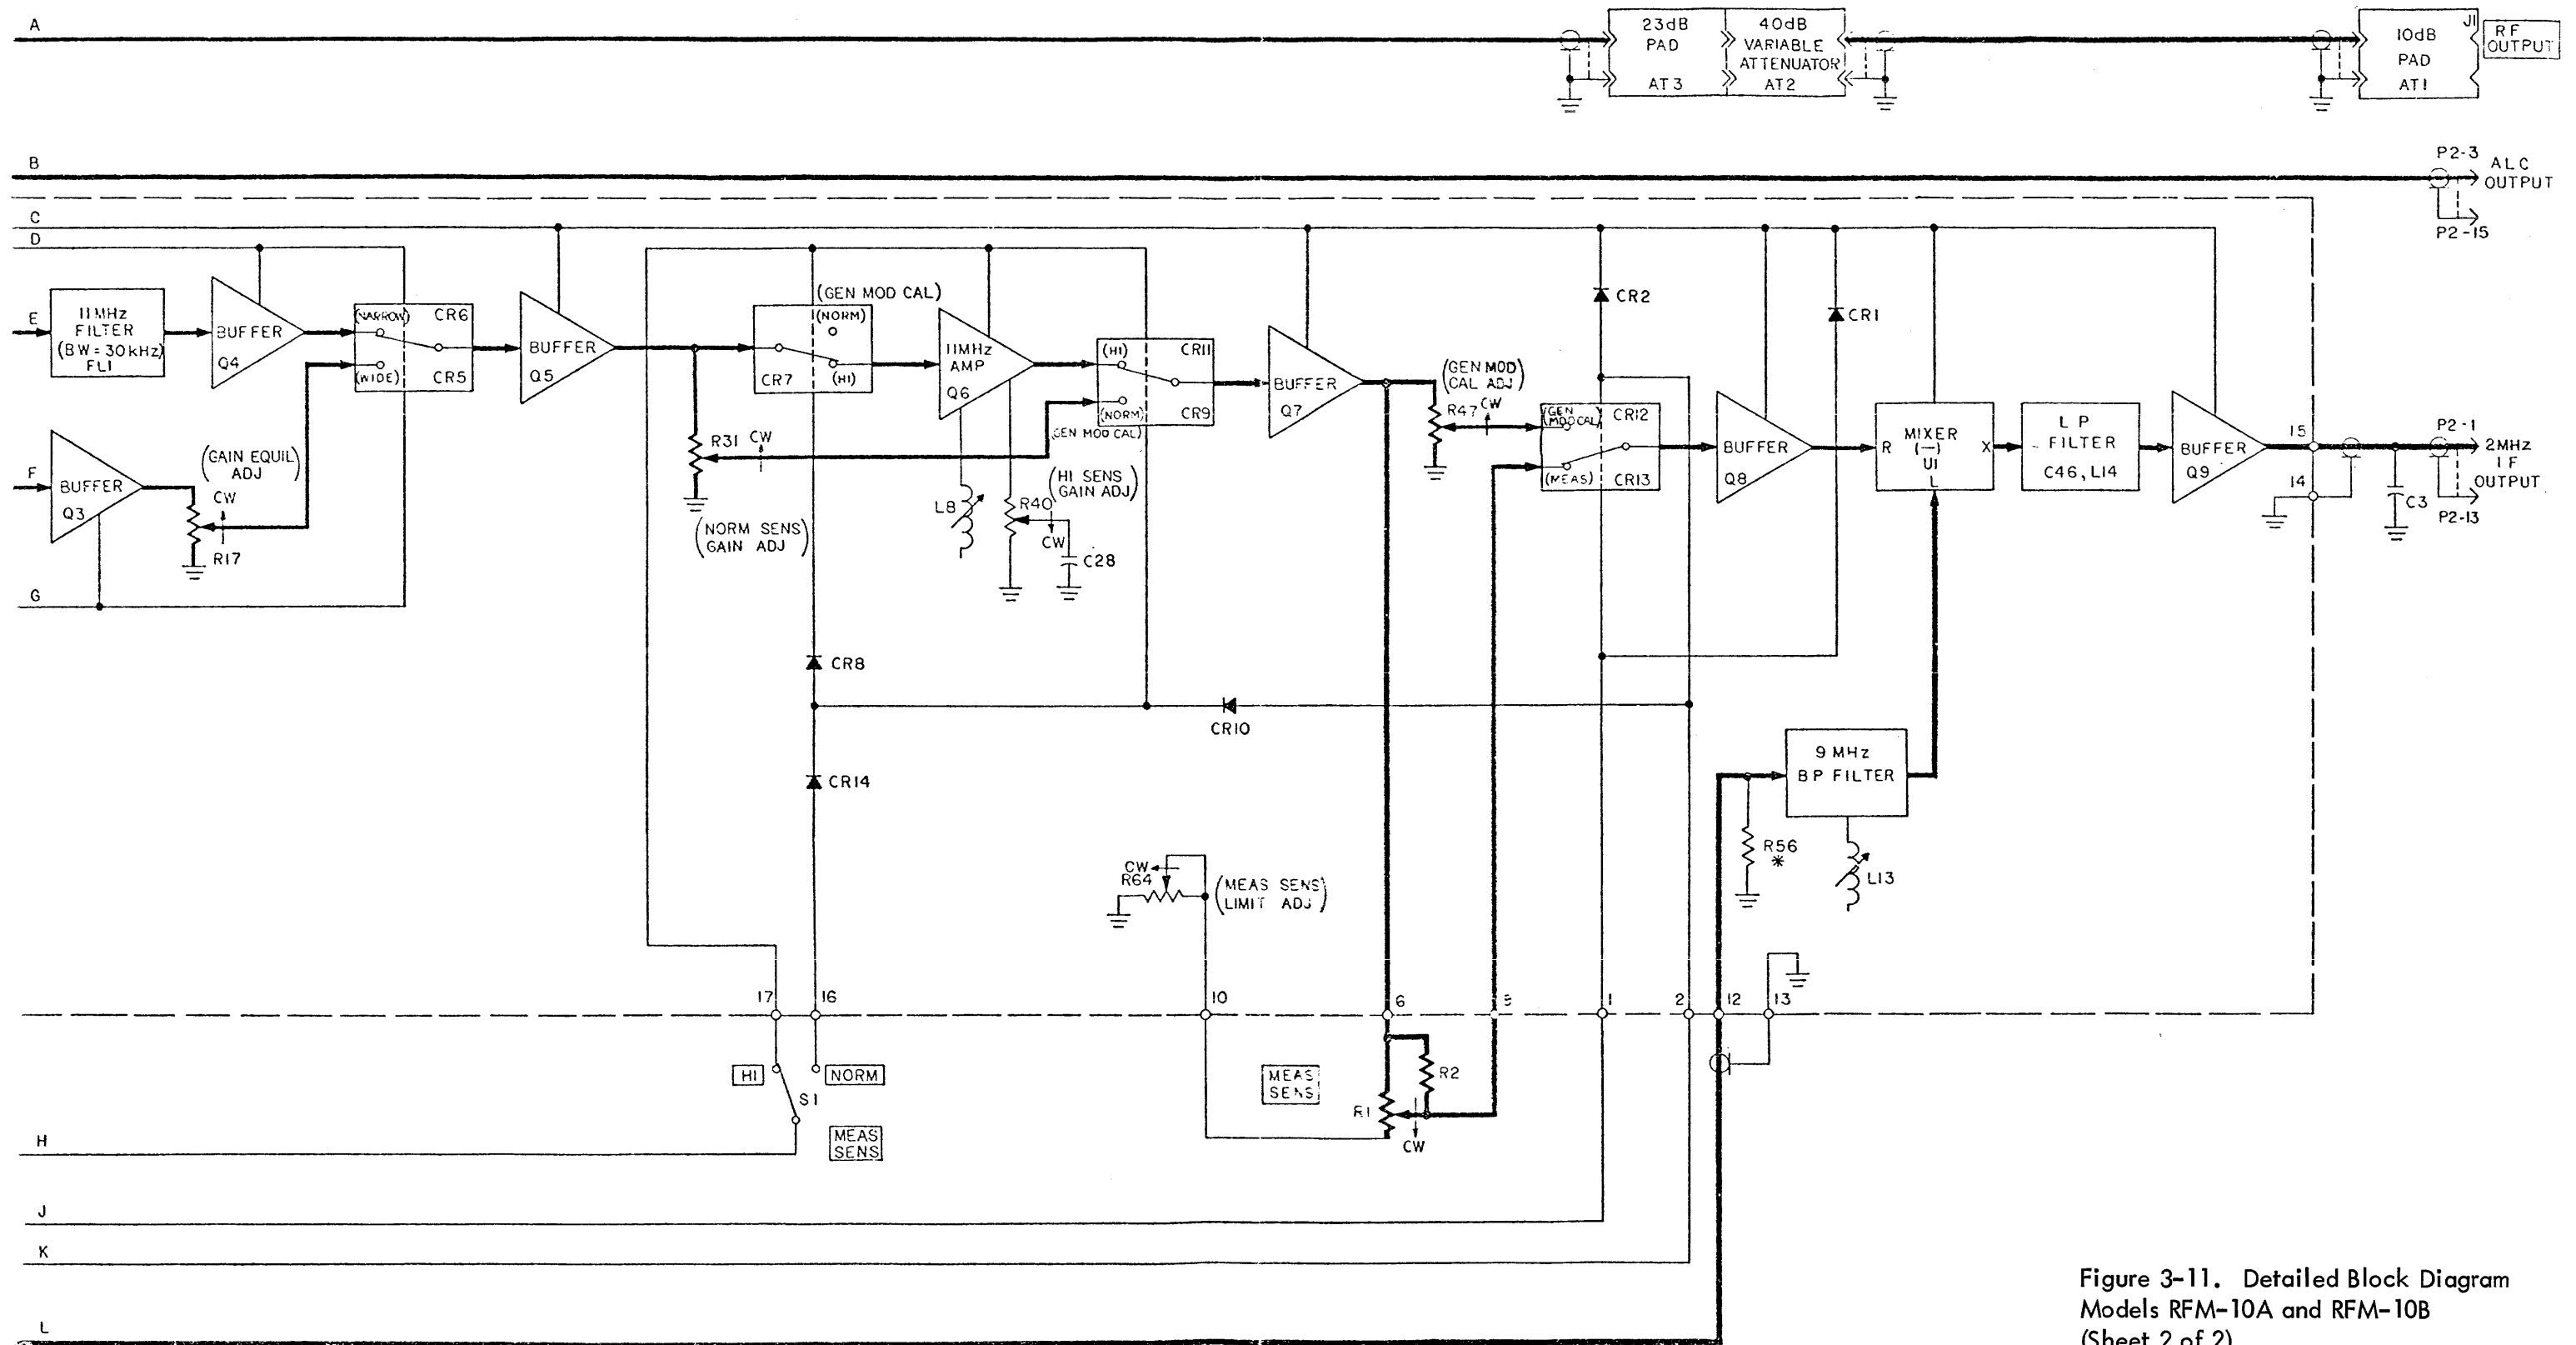 A
23dB
PAD
AT3
40dB
VARIABLE
ATTENUATOR
AT2
10dB
PAD
AT1
J1
RF
OUTPUT
B
P2-3
ALC
OUTPUT
P2-15
C
D
E
11MHz
FILTER
(BW=30kHz)
FL1
BUFFER
Q4
(NARROW)
CR6
(WIDE)
CR5
BUFFER
Q5
(GEN MOD CAL)
(NORM)
CR7
(HI)
11MHz
AMP
Q6
(HI)
CR11
(NORM)
CR9
(GEN MOD CAL)
BUFFER
Q7
(GEN MOD
CAL ADJ)
R47
CW
(GEN
MOD CAL)
CR12
(MEAS)
CR13
CR2
CR1
BUFFER
Q8
R
MIXER
(—)
U1
L
X
LP
FILTER
C46, L14
BUFFER
Q9
15
14
P2-1
2MHz
IF
OUTPUT
C3
P2-13
F
BUFFER
Q3
(GAIN EQUIL
ADJ)
CW
R17
R31
CW
(NORM SENS
GAIN ADJ)
L8
R40
(HI SENS
GAIN ADJ)
CW
C28
G
CR8
CR10
CR14
9 MHz
BP FILTER
R56
*
L13
CW
R64
(MEAS SENS
LIMIT ADJ)
17
16
10
6
1
2
12
13
HI
NORM
S1
MEAS
SENS
MEAS
SENS
R1
R2
CW
H
J
K
L
Figure 3-11. Detailed Block Diagram
Models RFM-10A and RFM-10B
(Sheet 2 of 2)